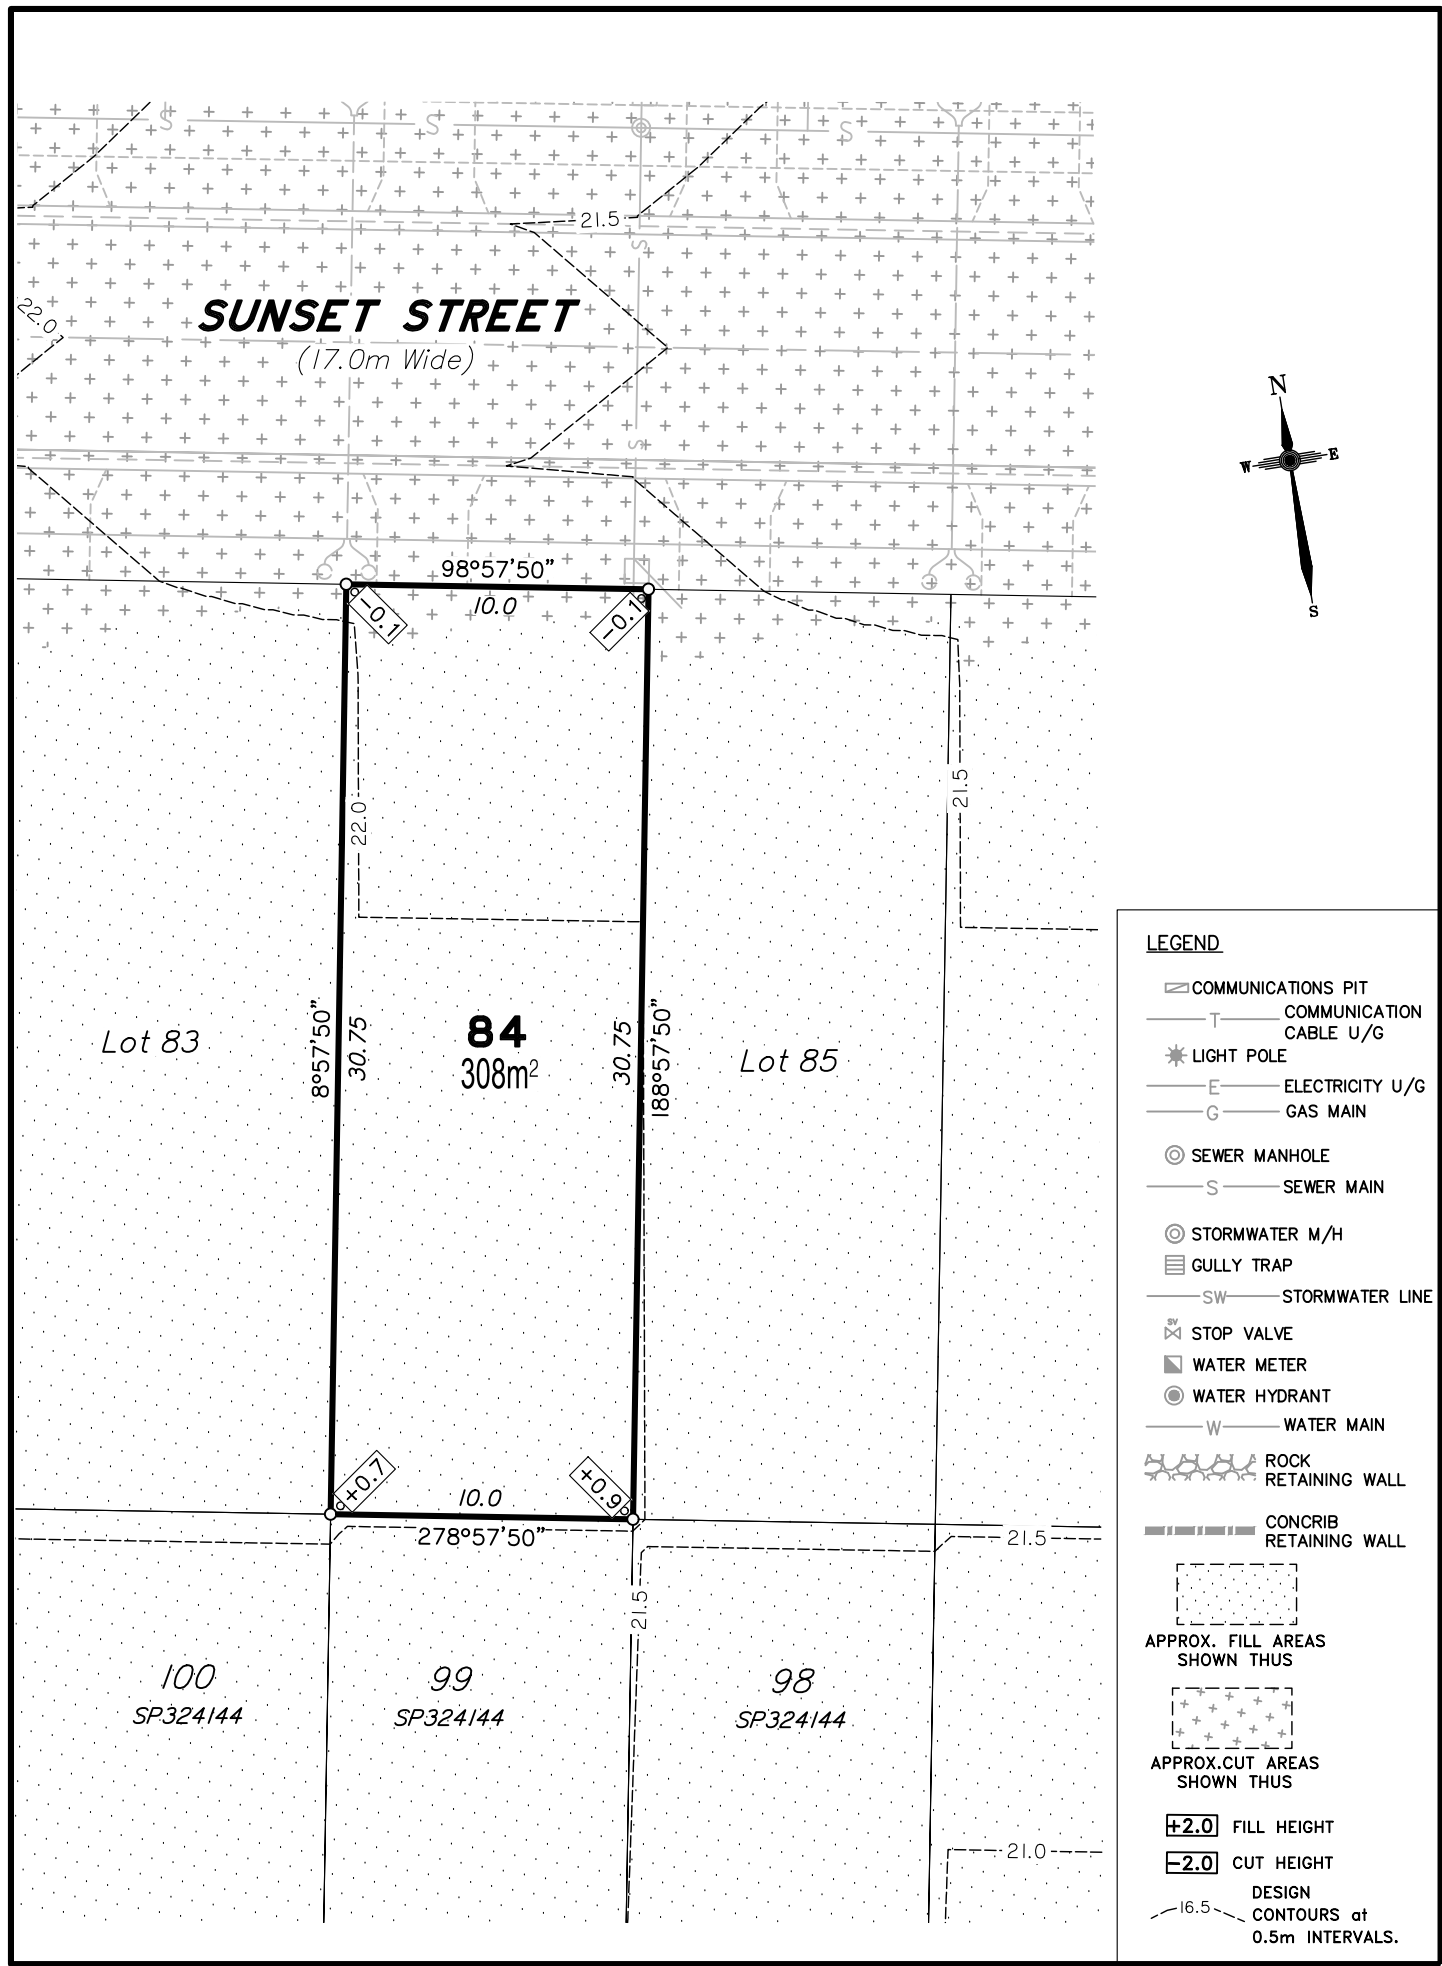 S
S
S
21.5
S
22.0
SUNSET STREET
(17.0m Wide)
S
N
W
E
S
98°57'50"
10.0
-0.1
-0.1
22.0
21.5
Lot 83
8°57'50"
30.75
84
308m²
30.75
188°57'50"
Lot 85
+0.7
+0.9
10.0
278°57'50"
21.5
21.5
100
SP324144
99
SP324144
98
SP324144
21.0
LEGEND
COMMUNICATIONS PIT
T
COMMUNICATION
CABLE U/G
LIGHT POLE
E
ELECTRICITY U/G
G
GAS MAIN
SEWER MANHOLE
S
SEWER MAIN
STORMWATER M/H
GULLY TRAP
SW
STORMWATER LINE
SV
STOP VALVE
WATER METER
WATER HYDRANT
W
WATER MAIN
ROCK
RETAINING WALL
CONCRIB
RETAINING WALL
APPROX. FILL AREAS
SHOWN THUS
APPROX.CUT AREAS
SHOWN THUS
+2.0 FILL HEIGHT
-2.0 CUT HEIGHT
16.5
DESIGN
CONTOURS at
0.5m INTERVALS.